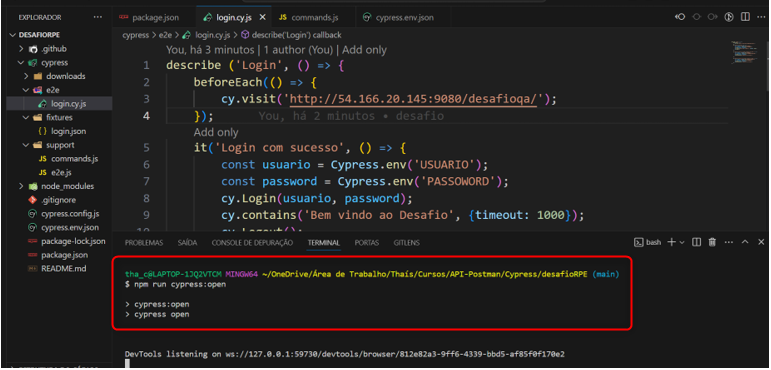 EXPLORADOR
package.json
login.cy.js
commands.js
cypress.env.json
DESAFIORPE
.github
cypress
downloads
e2e
login.cy.js
fixtures
login.json
support
commands.js
e2e.js
node_modules
.gitignore
cypress.config.js
cypress.env.json
package-lock.json
package.json
README.md
cypress > e2e > login.cy.js > describe('Login') callback
You, há 3 minutos | 1 author (You) | Add only
1 describe ('Login', () => {
2 beforeEach(() => {
3 cy.visit('http://54.166.20.145:9080/desafioqa/');
4 }); You, há 2 minutos • desafio
Add only
5 it('Login com sucesso', () => {
6 const usuario = Cypress.env('USUARIO');
7 const password = Cypress.env('PASSOWORD');
8 cy.Login(usuario, password);
9 cy.contains('Bem vindo ao Desafio', {timeout: 1000});
PROBLEMAS SAÍDA CONSOLE DE DEPURAÇÃO TERMINAL PORTAS GITLENS
bash
tha_c@LAPTOP-1JQ2VTCM MINGW64 ~/OneDrive/Área de Trabalho/Thaís/Cursos/API-Postman/Cypress/desafioRPE (main)
$ npm run cypress:open
> cypress:open
> cypress open
DevTools listening on ws://127.0.0.1:59730/devtools/browser/812e82a3-9ff6-4339-bbd5-af85f0f170e2